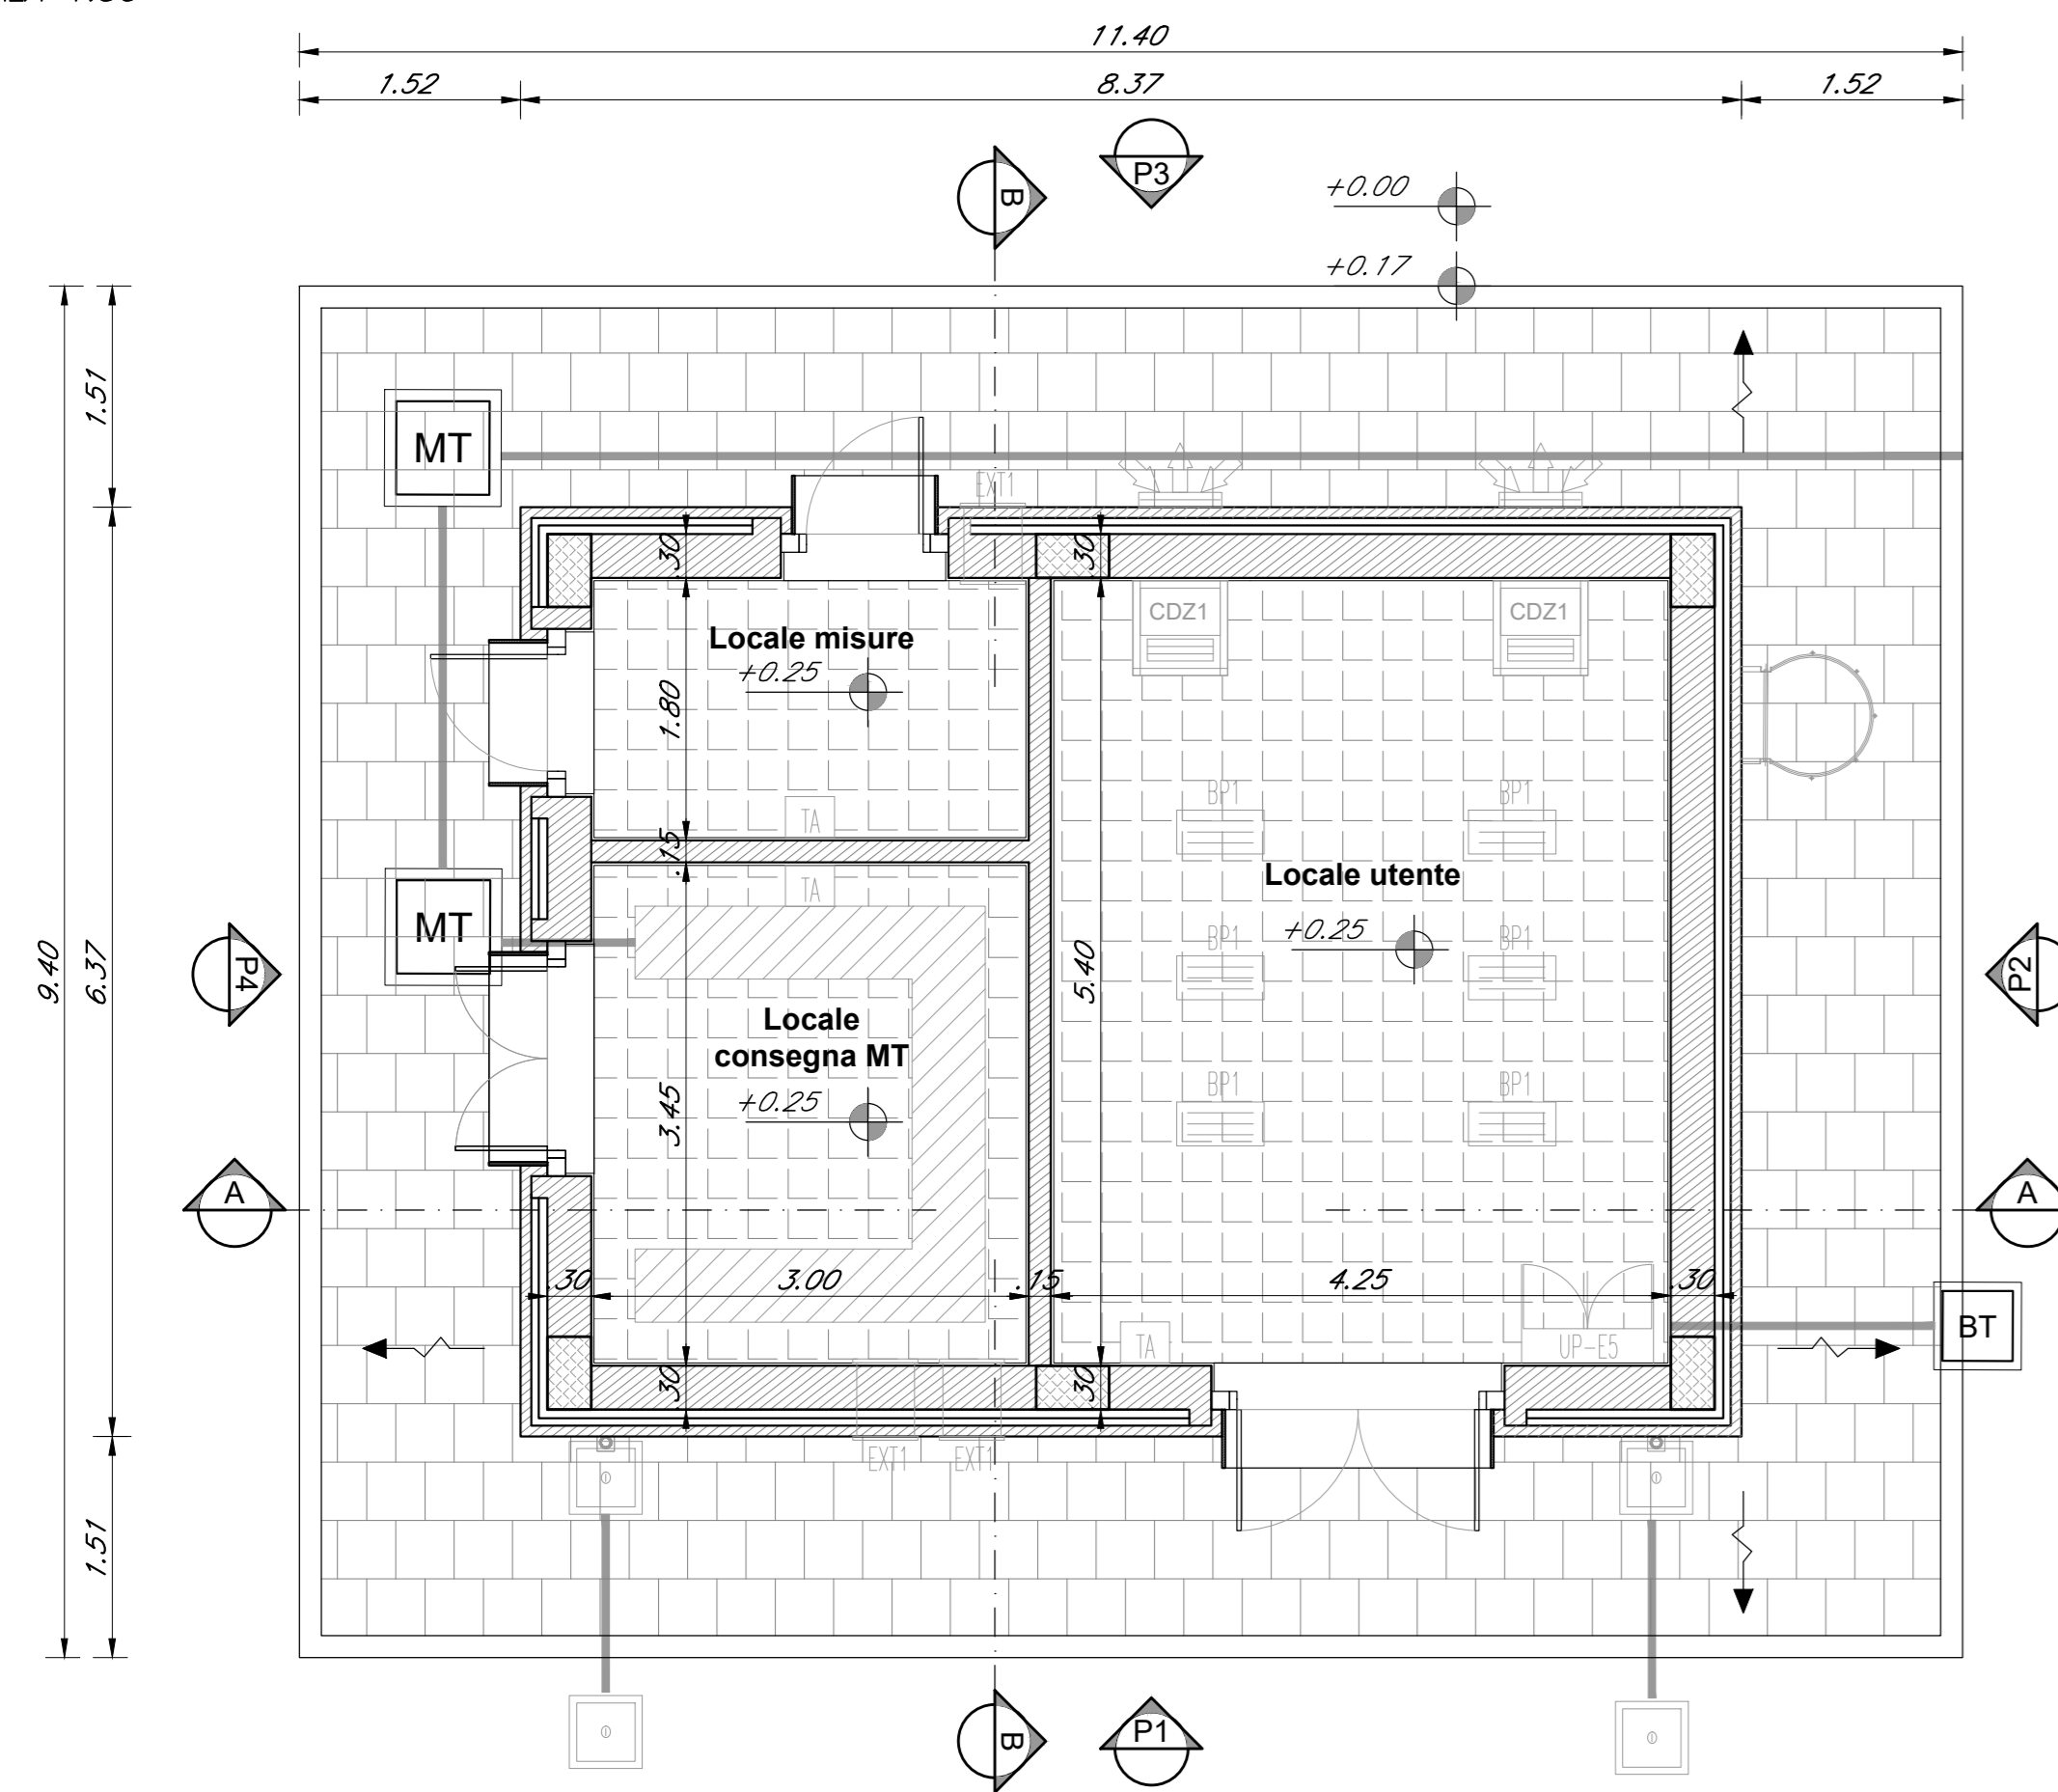 11.40
1.52
8.37
1.52
B
P3
+0.00
+0.17
1.51
MT
EXT1
.30
.30
CDZ1
CDZ1
Locale misure
+0.25
1.80
BP1
BP1
TA
.15
Locale utente
TA
MT
BP1
+0.25
BP1
9.40
6.37
P4
5.40
P2
Locale
consegna MT
3.45
+0.25
BP1
BP1
A
A
.30
3.00
.15
4.25
.30
TA
UP-E5
BT
.30
.30
EXT1
EXT1
1.51
B
P1